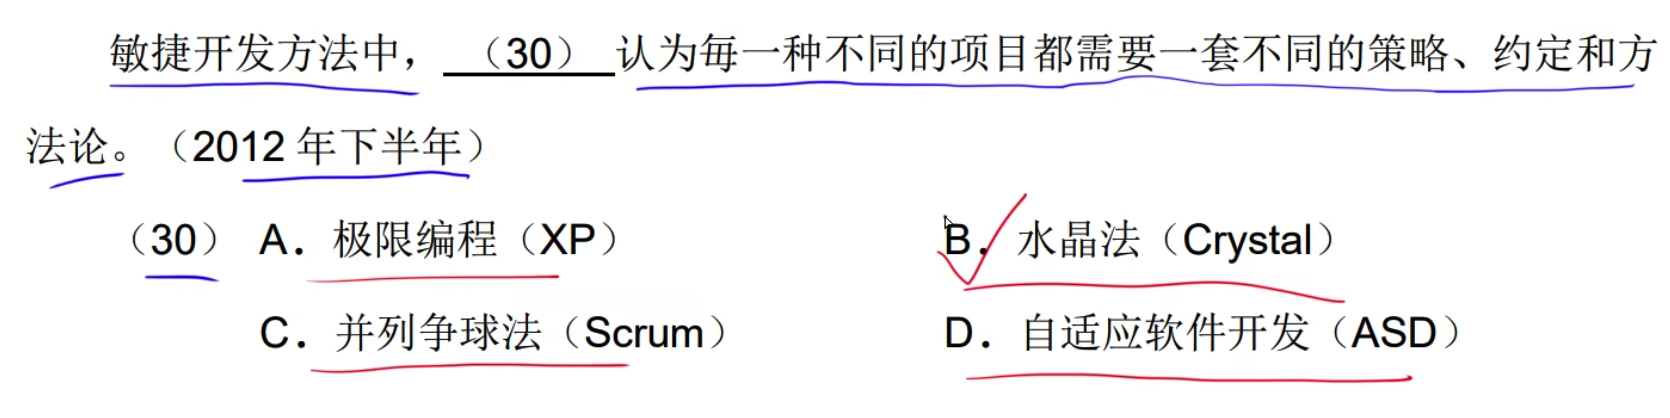 敏捷开发方法中，（30）认为每一种不同的项目都需要一套不同的策略、约定和方
法论。（2012 年下半年）
（30） A．极限编程（XP） B．水晶法（Crystal）
C．并列争球法（Scrum） D．自适应软件开发（ASD）